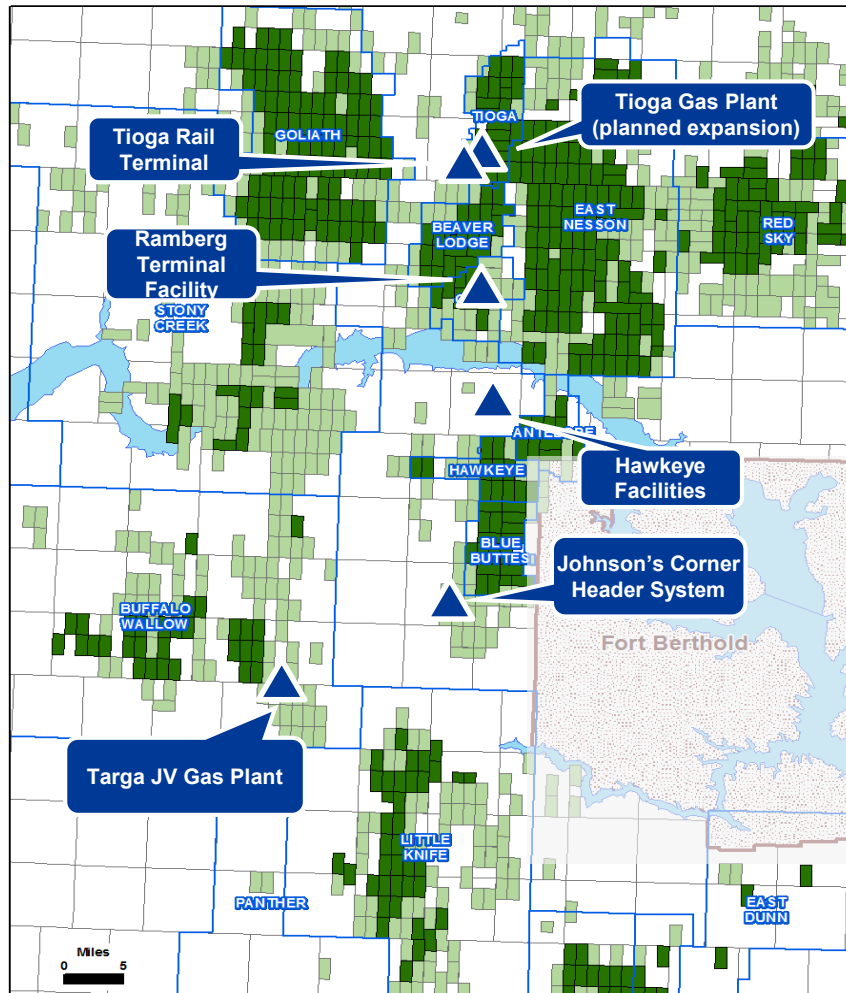 TIOGA
Tioga Gas Plant
(planned expansion)
GOLIATH
Tioga Rail
Terminal
EAST
NESSON
RED
SKY
BEAVER
LODGE
Ramberg
Terminal
Facility
STONY
CREEK
HAWKEYE
Hawkeye
Facilities
BLUE
BUTTES
Johnson's Corner
Header System
BUFFALO
WALLOW
Fort Berthold
Targa JV Gas Plant
LITTLE
KNIFE
PANTHER
EAST
DUNN
Miles
0 5